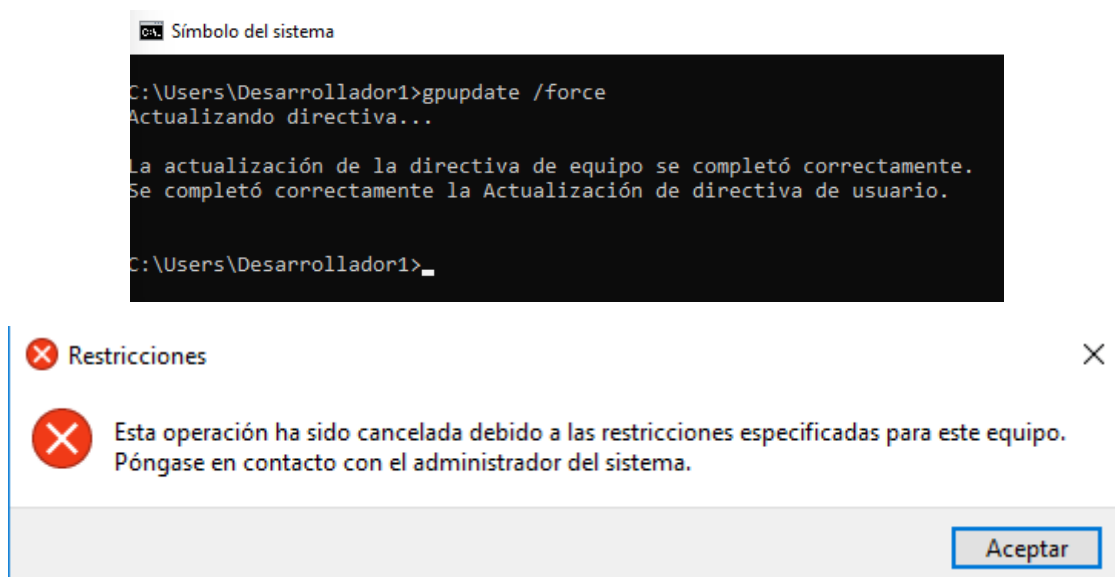 Símbolo del sistema
C:\Users\Desarrollador1>gpupdate /force
Actualizando directiva...
La actualización de la directiva de equipo se completó correctamente.
Se completó correctamente la Actualización de directiva de usuario.
C:\Users\Desarrollador1>
Restricciones
Esta operación ha sido cancelada debido a las restricciones especificadas para este equipo.
Póngase en contacto con el administrador del sistema.
Aceptar